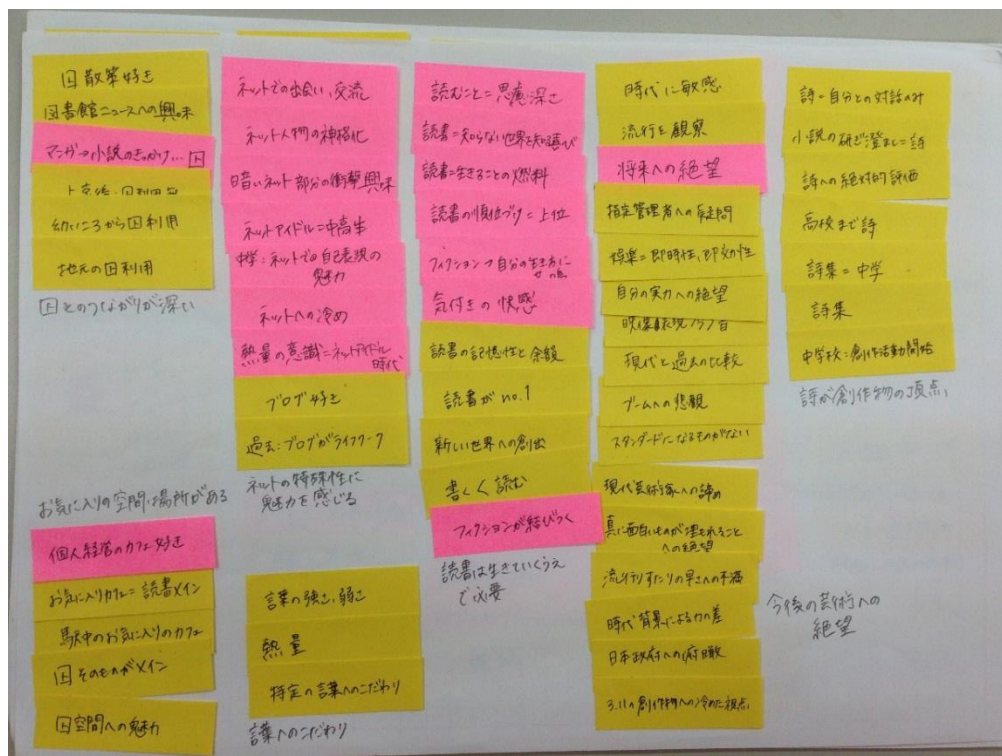 図散策好き
図書館ニュースへの興味
マンガ→小説のきっかけ…図
幼いころから図利用
地元の図利用
図とのつながりが深い
お気に入りの空間・場所がある
個人経営のカフェ好き
お気に入りカフェ=読書メイン
駅中のお気に入りのカフェ
図そのものがメイン
図空間への魅力
ネットでの出会い、交流
ネット人物の神格化
暗いネット部分の衝撃興味
ネットアイドル=中高生
中学:ネットでの自己表現の
魅力
ネットへの冷め
熱量の意識=ネットアイドル
時代
ブログ好き
過去:ブログがライフワーク
ネットの特殊性に
魅力を感じる
言葉の強さ、弱さ
熱量
特定の言葉へのこだわり
言葉へのこだわり
読むこと=思慮深さ
読書=知らない世界を知る喜び
読書=生きることの燃料
読書の順位づけ=上位
フィクション→自分の生き方に
気付きの快感
読書の記憶性と余韻
読書がno.1
新しい世界への創出
書く<読む
フィクションが結びつく
読書は生きていくうえ
で必要
時代に敏感
流行を観察
将来への絶望
指定管理者への疑問
娯楽=即時性、即効性
自分の実力への絶望
現代と過去の比較
ブームへの悲観
スタンダードになるものがない
現代芸術家への諦め
真に面白いものが埋もれること
への絶望
流行りすたりの早さへの不満
時代背景による力の差
日本政府への
3.11の創作物への冷めた視点
今後の芸術への
絶望
詩=自分との対話のみ
小説の研ぎ澄まし=詩
詩への絶対的評価
高校まで詩
詩集=中学
詩集
中学校=創作活動開始
詩が創作物の頂点